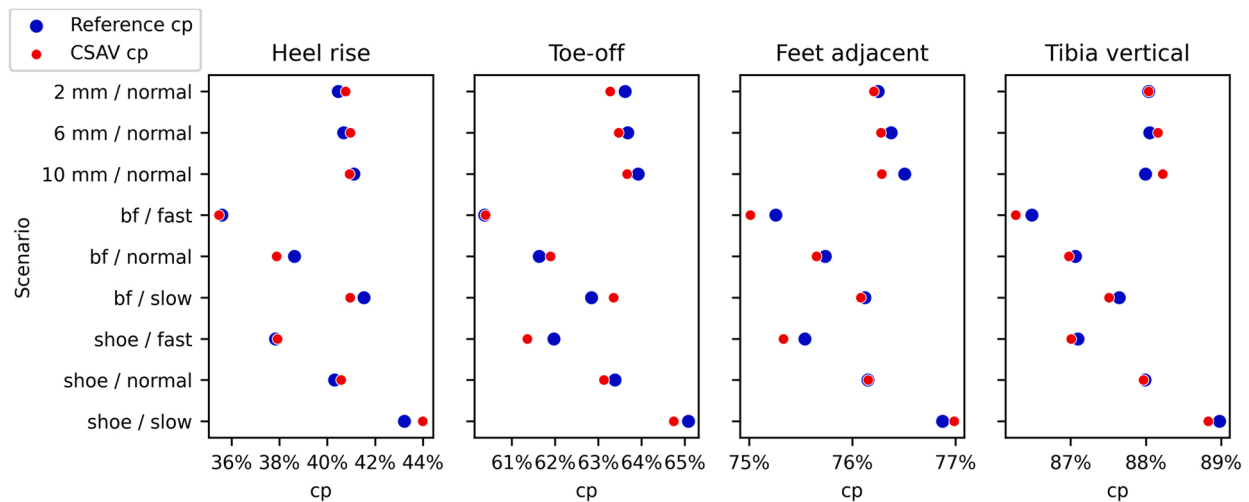 Reference cp
CSAV cp
Heel rise
Toe-off
Feet adjacent
Tibia vertical
Scenario
2 mm / normal
6 mm / normal
10 mm / normal
bf / fast
bf / normal
bf / slow
shoe / fast
shoe / normal
shoe / slow
36% 38% 40% 42% 44%
61% 62% 63% 64% 65%
75% 76% 77%
87% 88% 89%
cp
cp
cp
cp